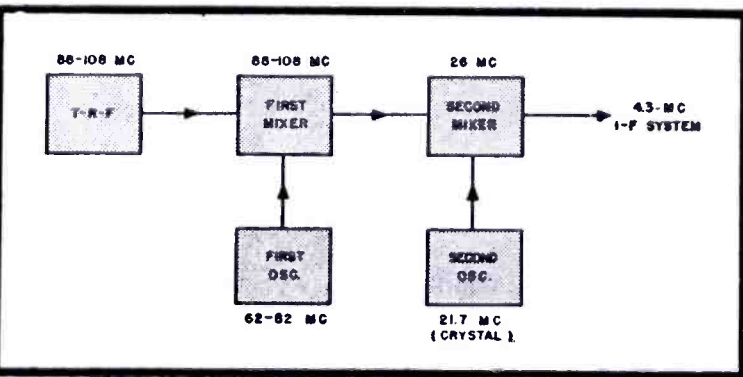 88-108 MC
88-108 MC
26 MC
T-R-F
FIRST
MIXER
SECOND
MIXER
4.3-MC
I-F SYSTEM
FIRST
OSC.
SECOND
OSC.
62-82 MC
21.7 MC
(CRYSTAL)